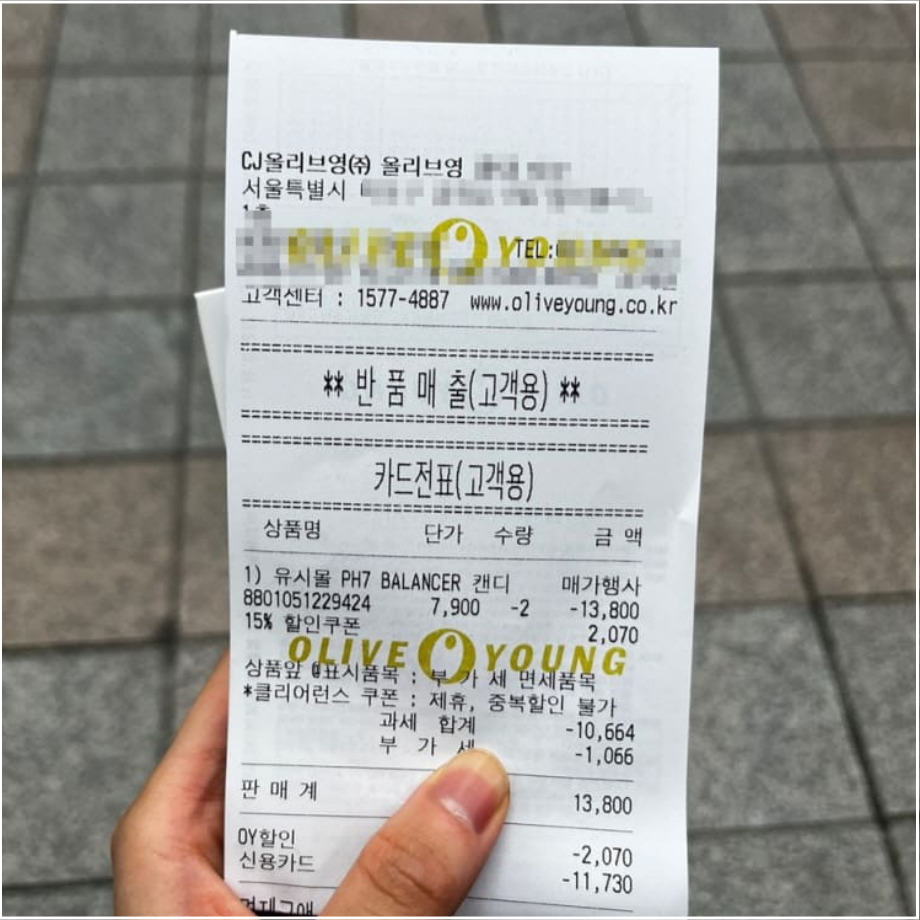 CJ올리브영㈜ 올리브영
서울특별시
1층
OLIVE YOUNG
TEL:
고객센터 : 1577-4887 www.oliveyoung.co.kr
** 반 품 매 출(고객용) **
카드전표(고객용)
상품명 단가 수량 금 액
1) 유시몰 PH7 BALANCER 캔디 매가행사
8801051229424 7,900 -2 -13,800
15% 할인쿠폰 2,070
OLIVE YOUNG
상품앞 @표시품목 : 부 가 세 면세품목
*클리어런스 쿠폰 : 제휴, 중복할인 불가
과세 합계 -10,664
부 가 세 -1,066
판 매 계 13,800
OY할인 -2,070
신용카드 -11,730